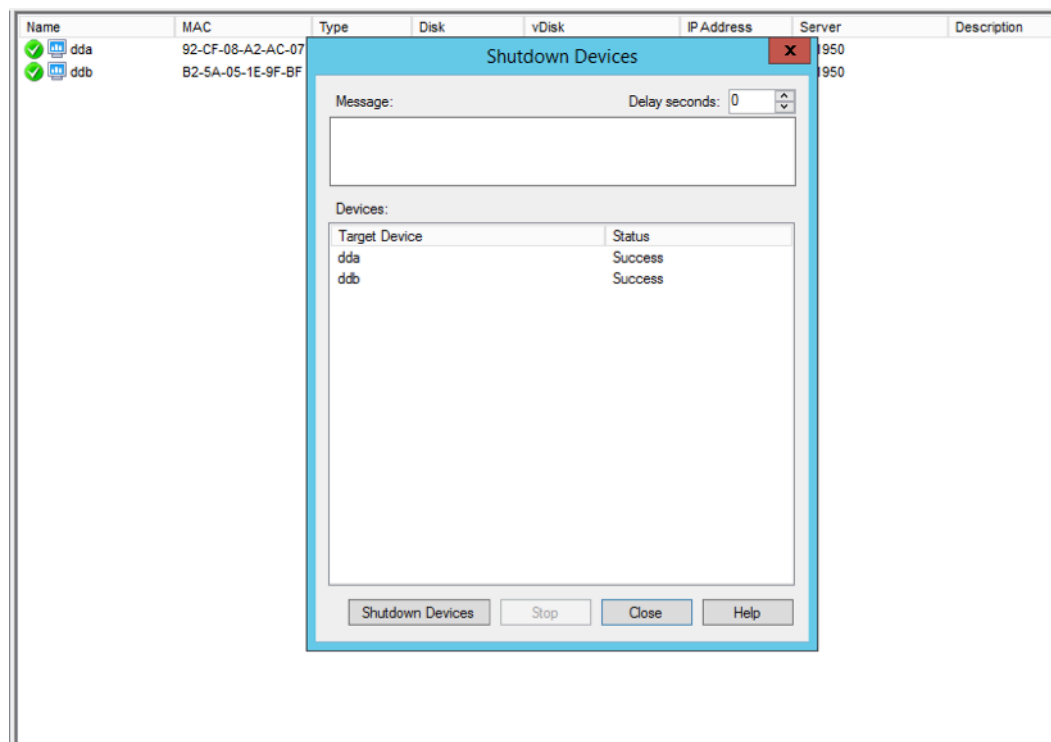 Name MAC Type Disk vDisk IP Address Server Description
dda 92-CF-08-A2-AC-07 1950
ddb B2-5A-05-1E-9F-BF 1950
Shutdown Devices
x
Message: Delay seconds: 0
Devices:
Target Device Status
dda Success
ddb Success
Shutdown Devices Stop Close Help